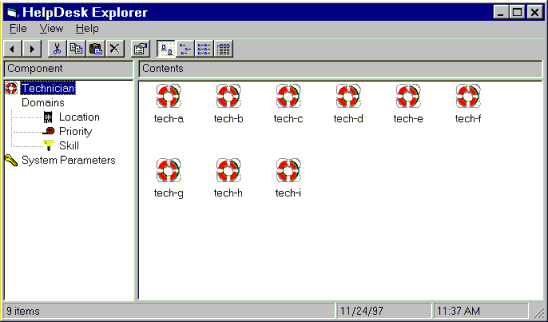 HelpDesk Explorer
File View Help
Component Contents
Technician
Domains
Location
Priority
Skill
System Parameters
tech-a tech-b tech-c tech-d tech-e tech-f
tech-g tech-h tech-i
9 items 11/24/97 11:37 AM